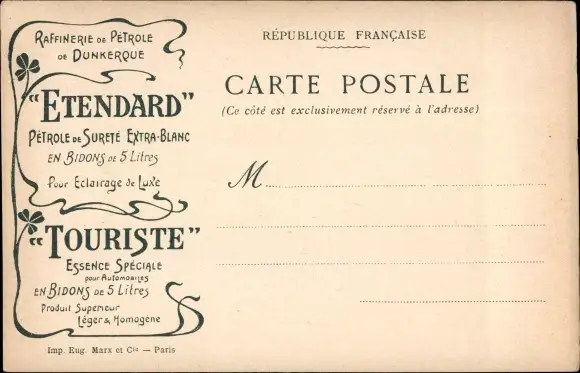 RAFFINERIE DE PÉTROLE
DE DUNKERQUE
"ETENDARD"
PÉTROLE DE SURETÉ EXTRA-BLANC
EN BIDONS DE 5 Litres
Pour Eclairage de Luxe
"TOURISTE"
ESSENCE SPÉCIALE
pour AUTOMOBILES
EN BIDONS DE 5 Litres
Produit Superieur
Léger & Homogène
Imp. Eug. Marx et Cie — Paris
RÉPUBLIQUE FRANÇAISE
CARTE POSTALE
(Ce côté est exclusivement réservé à l'adresse)
M